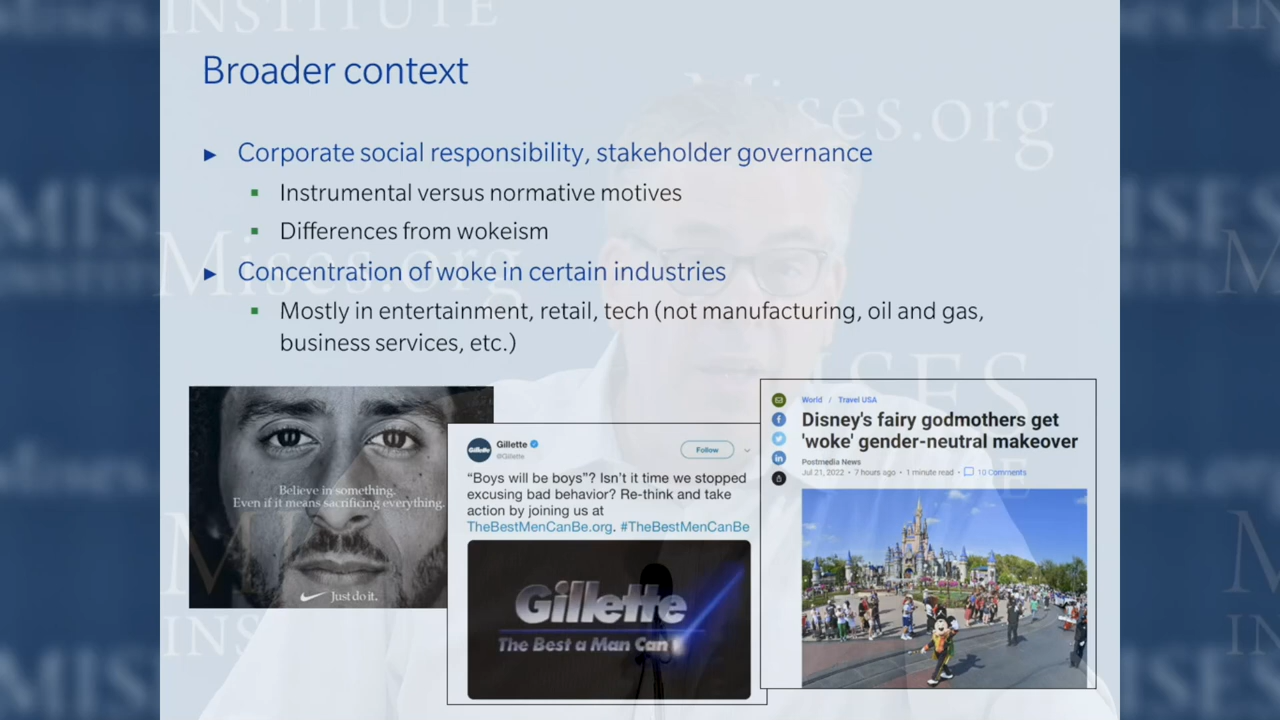 INSTITUTE
Broader context
Mises.org
► Corporate social responsibility, stakeholder governance
▪ Instrumental versus normative motives
▪ Differences from wokeism
► Concentration of woke in certain industries
Mises.org
▪ Mostly in entertainment, retail, tech (not manufacturing, oil and gas,
business services, etc.)
MISES
Believe in something.
Even if it means sacrificing everything.
Just do it.
Gillette
@Gillette
Follow
“Boys will be boys”? Isn’t it time we stopped
excusing bad behavior? Re-think and take
action by joining us at
TheBestMenCanBe.org. #TheBestMenCanBe
Gillette
The Best a Man Can
World / Travel USA
Disney's fairy godmothers get
'woke' gender-neutral makeover
Postmedia News
Jul 21, 2022 • 7 hours ago • 1 minute read • 10 Comments